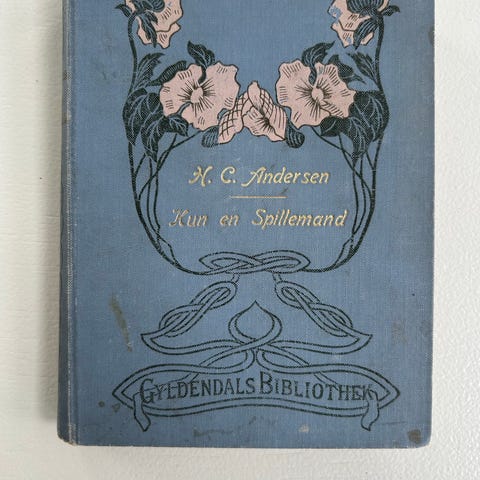 H. C. Andersen
Kun en Spillemand
GYLDENDALS BIBLIOTHEK